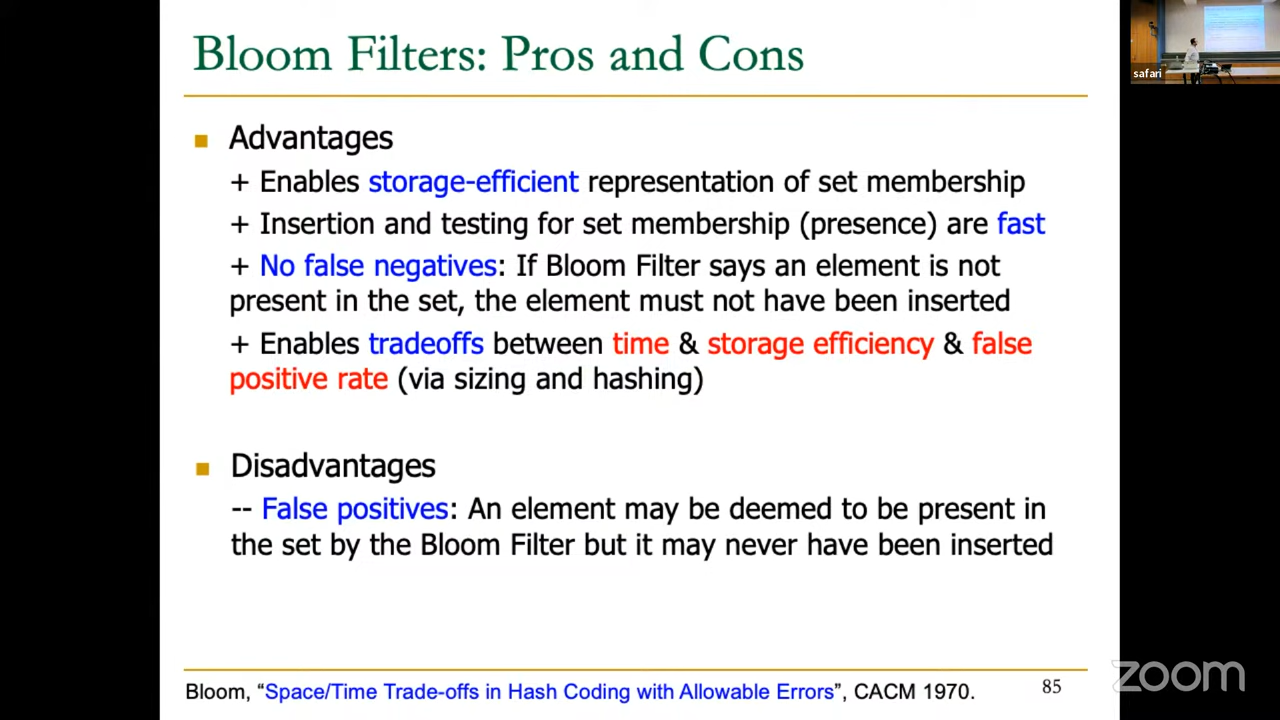 Bloom Filters: Pros and Cons
safari
Advantages
+ Enables storage-efficient representation of set membership
+ Insertion and testing for set membership (presence) are fast
+ No false negatives: If Bloom Filter says an element is not
present in the set, the element must not have been inserted
+ Enables tradeoffs between time & storage efficiency & false
positive rate (via sizing and hashing)
Disadvantages
-- False positives: An element may be deemed to be present in
the set by the Bloom Filter but it may never have been inserted
Bloom, “Space/Time Trade-offs in Hash Coding with Allowable Errors”, CACM 1970.
85
zoom